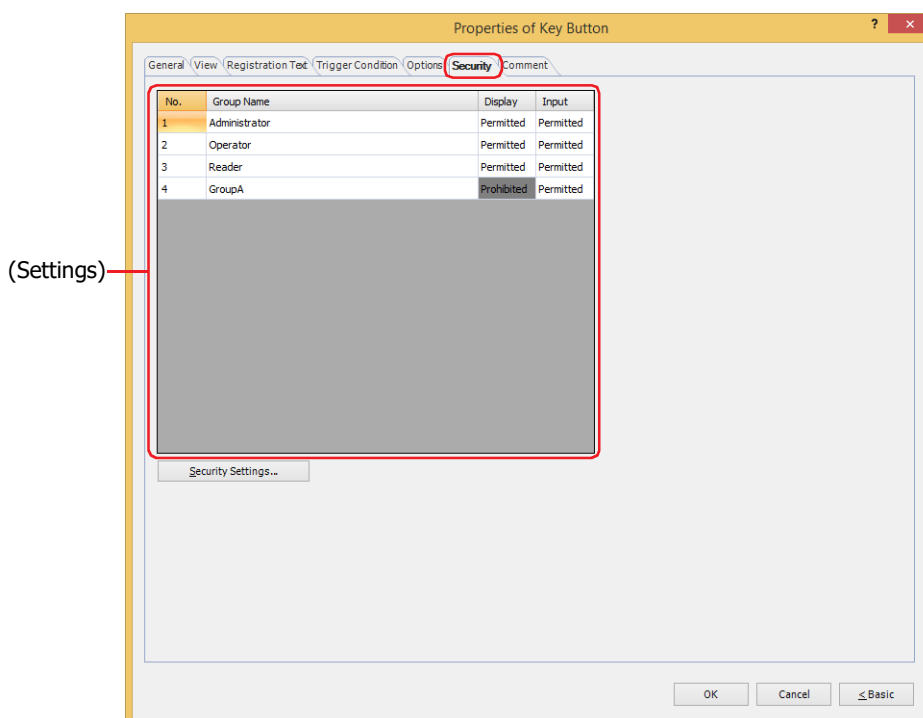 Properties of Key Button ? ×
General View Registration Text Trigger Condition Options Security Comment
No. Group Name Display Input
1 Administrator Permitted Permitted
2 Operator Permitted Permitted
3 Reader Permitted Permitted
4 GroupA Prohibited Permitted
(Settings)
Security Settings...
OK Cancel < Basic